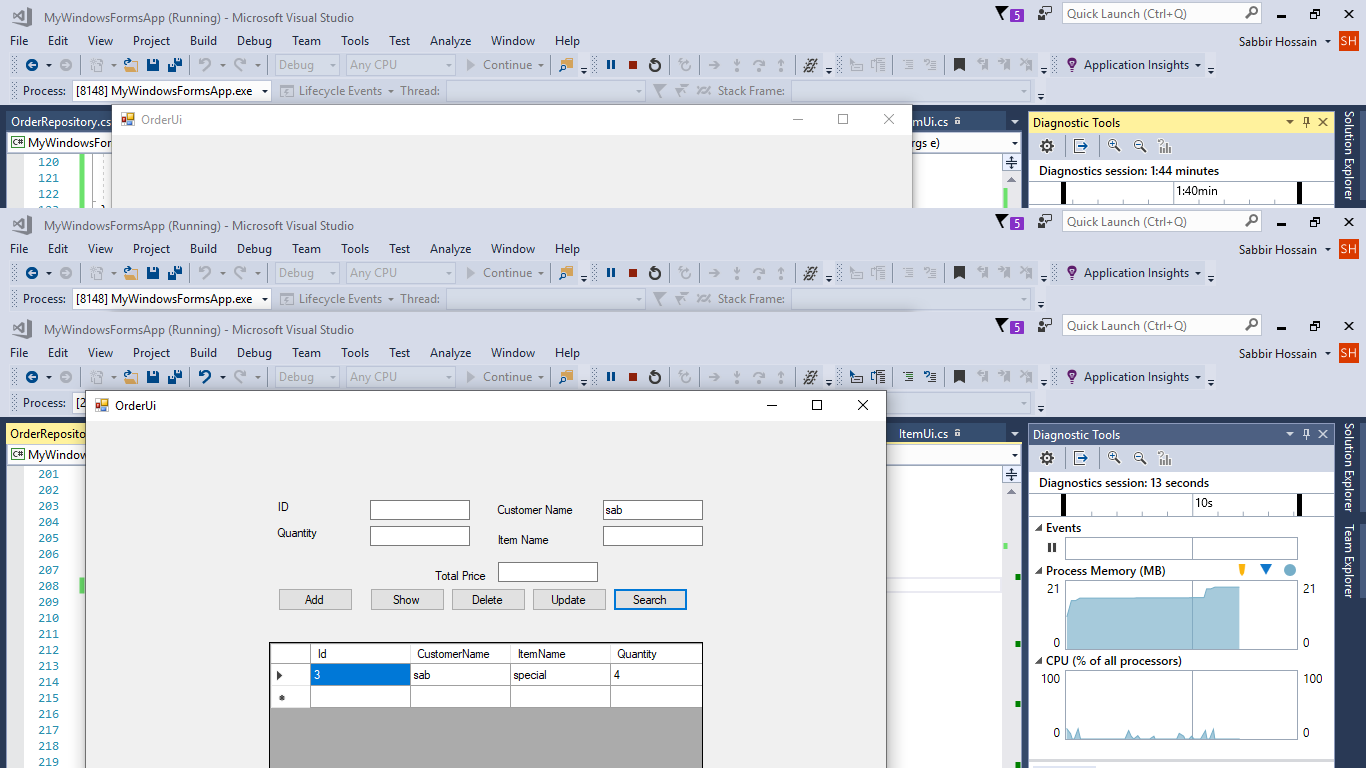 MyWindowsFormsApp (Running) - Microsoft Visual Studio 5 Quick Launch (Ctrl+Q)
File Edit View Project Build Debug Team Tools Test Analyze Window Help Sabbir Hossain SH
Debug Any CPU Continue Application Insights
Process: [8148] MyWindowsFormsApp.exe Lifecycle Events Thread: Stack Frame:
OrderRepository.cs OrderUi mUi.cs Diagnostic Tools Solution Explorer
C# MyWindowsFor rgs e)
120
121 Diagnostics session: 1:44 minutes
122 1:40min
MyWindowsFormsApp (Running) - Microsoft Visual Studio 5 Quick Launch (Ctrl+Q)
File Edit View Project Build Debug Team Tools Test Analyze Window Help Sabbir Hossain SH
Debug Any CPU Continue Application Insights
Process: [8148] MyWindowsFormsApp.exe Lifecycle Events Thread: Stack Frame:
MyWindowsFormsApp (Running) - Microsoft Visual Studio 5 Quick Launch (Ctrl+Q)
File Edit View Project Build Debug Team Tools Test Analyze Window Help Sabbir Hossain SH
Debug Any CPU Continue Application Insights
Process: [2
OrderUi
OrderReposito ItemUi.cs Diagnostic Tools Solution Explorer
C# MyWindow
201
202 Diagnostics session: 13 seconds
203 ID Customer Name sab 10s
204
205 Quantity Item Name Events Team Explorer
206
207 Total Price Process Memory (MB)
208 21 21
209 Add Show Delete Update Search
210
211 0 0
212 Id CustomerName ItemName Quantity CPU (% of all processors)
213 3 sab special 4 100 100
214
215
216
217 0 0
218
219